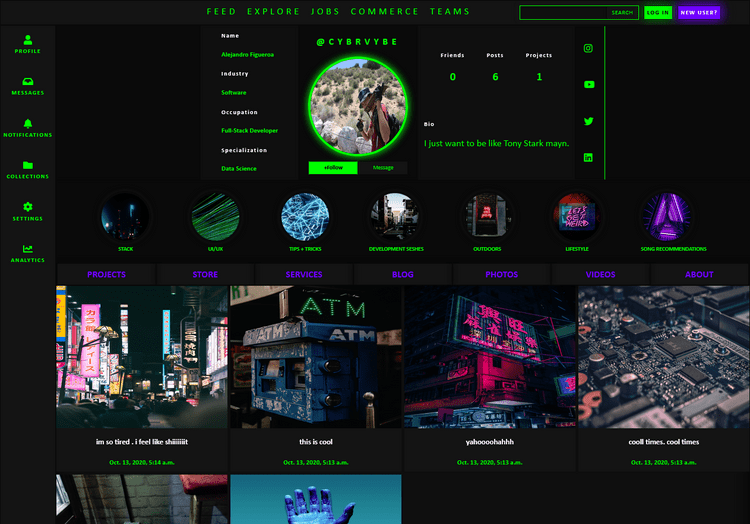 FEED EXPLORE JOBS COMMERCE TEAMS
SEARCH
LOG IN
NEW USER?
PROFILE
MESSAGES
NOTIFICATIONS
COLLECTIONS
SETTINGS
ANALYTICS
Name
Alejandro Figueroa
Industry
Software
Occupation
Full-Stack Developer
Specialization
Data Science
@CYBRVYBE
+Follow
Message
Friends Posts Projects
0 6 1
Bio
I just want to be like Tony Stark mayn.
STACK
UI/UX
TIPS + TRICKS
DEVELOPMENT SESHES
OUTDOORS
LIFESTYLE
SONG RECOMMENDATIONS
PROJECTS STORE SERVICES BLOG PHOTOS VIDEOS ABOUT
ATM
ATM
ATM
im so tired . i feel like shiiiiiiit
Oct. 13, 2020, 5:14 a.m.
this is cool
Oct. 13, 2020, 5:13 a.m.
yahoooohahhh
Oct. 13, 2020, 5:13 a.m.
cooll times. cool times
Oct. 13, 2020, 5:13 a.m.